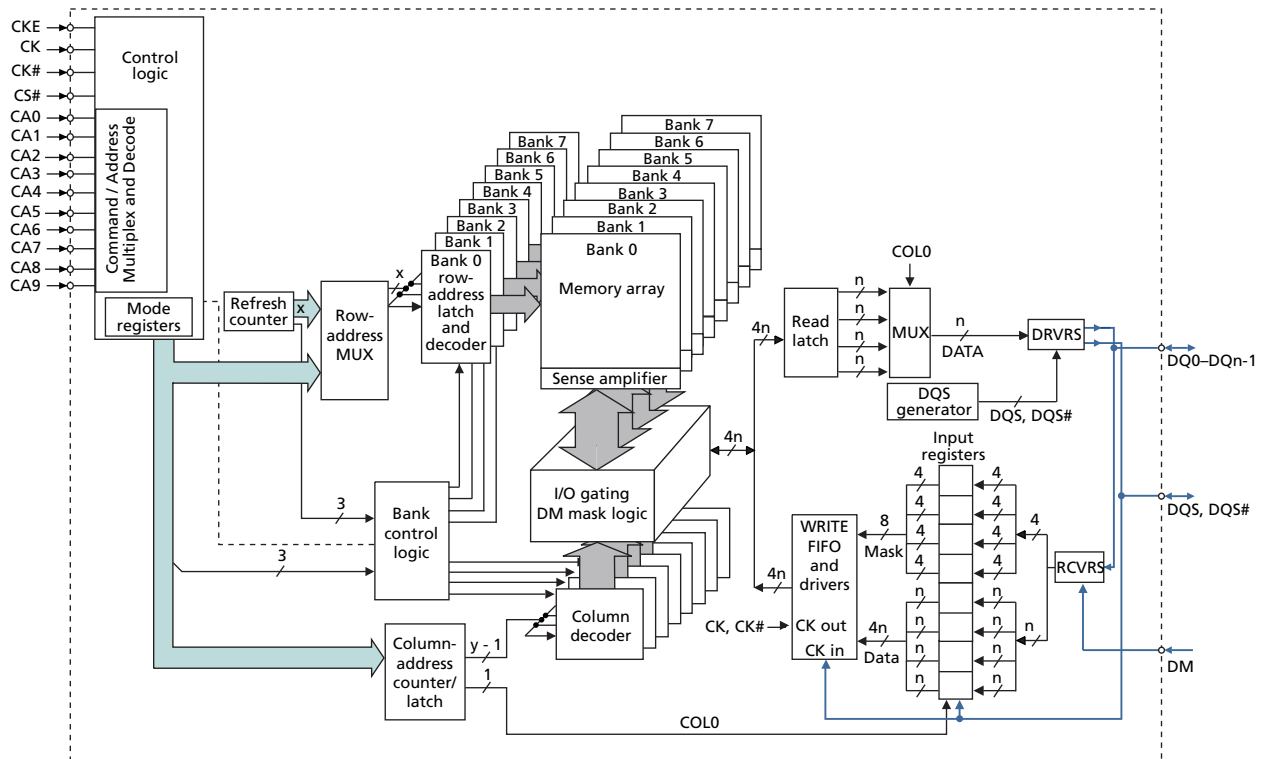 CKE
CK
CK#
CS#
CA0
CA1
CA2
CA3
CA4
CA5
CA6
CA7
CA8
CA9
Control
logic
Command / Address
Multiplex and Decode
Mode
registers
Refresh
counter
x
Row-
address
MUX
x
Bank 7
Bank 6
Bank 5
Bank 4
Bank 3
Bank 2
Bank 1
Bank 0
row-
address
latch
and
decoder
Bank 7
Bank 6
Bank 5
Bank 4
Bank 3
Bank 2
Bank 1
Bank 0
Memory array
Sense amplifier
3
3
Bank
control
logic
I/O gating
DM mask logic
Column
decoder
Column-
address
counter/
latch
y - 1
1
COL0
4n
4n
4n
Read
latch
n
n
n
n
COL0
MUX
n
DATA
DRVRS
DQS
generator
DQS, DQS#
DQ0–DQn-1
DQS, DQS#
DM
Input
registers
WRITE
FIFO
and
drivers
CK out
CK in
CK, CK#
8
Mask
4n
Data
4
4
4
4
n
n
n
n
4
4
4
4
n
n
n
n
4
n
RCVRS